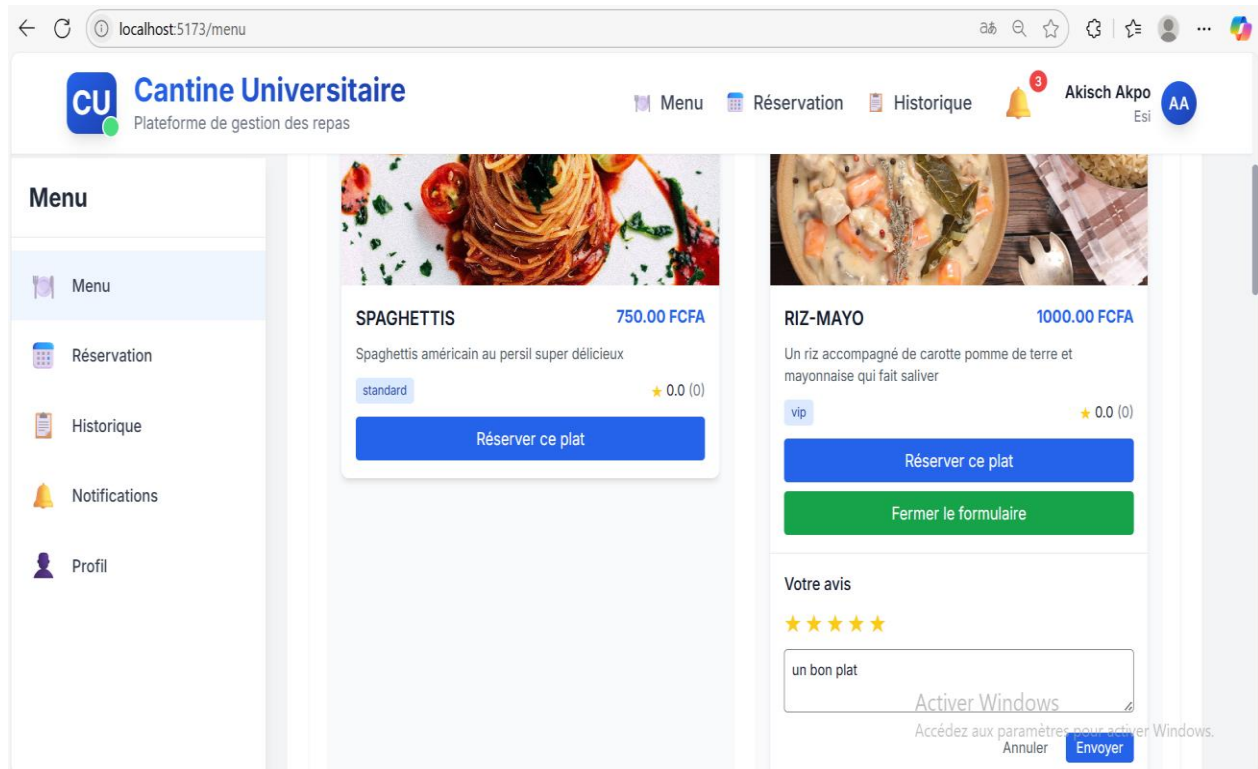 localhost:5173/menu
CU
Cantine Universitaire
Plateforme de gestion des repas
Menu
Réservation
Historique
3
Akisch Akpo
Esi
AA
Menu
Menu
Réservation
Historique
Notifications
Profil
SPAGHETTIS 750.00 FCFA
Spaghettis américain au persil super délicieux
standard ★ 0.0 (0)
Réserver ce plat
RIZ-MAYO 1000.00 FCFA
Un riz accompagné de carotte pomme de terre et
mayonnaise qui fait saliver
vip ★ 0.0 (0)
Réserver ce plat
Fermer le formulaire
Votre avis
★★★★★
un bon plat
Activer Windows
Accédez aux paramètres pour activer Windows.
Annuler Envoyer